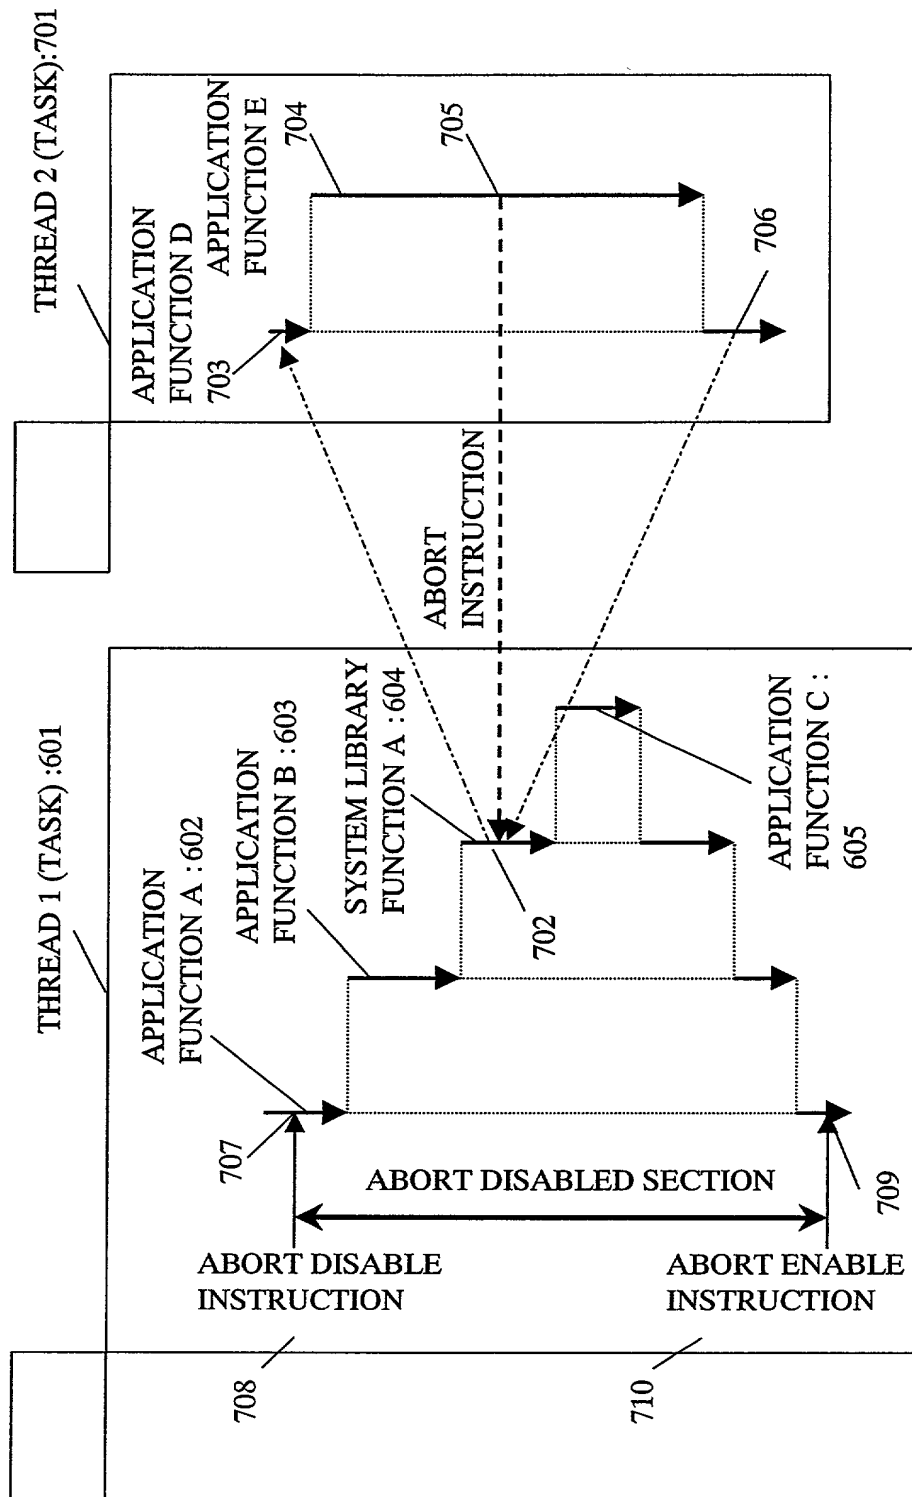 THREAD 1 (TASK) :601
APPLICATION
FUNCTION A :602
APPLICATION
FUNCTION B :603
SYSTEM LIBRARY
FUNCTION A :604
702
APPLICATION
FUNCTION C :
605
707
ABORT DISABLED SECTION
709
ABORT DISABLE
INSTRUCTION
ABORT ENABLE
INSTRUCTION
708
710
ABORT
INSTRUCTION
THREAD 2 (TASK):701
APPLICATION
FUNCTION D
703
APPLICATION
FUNCTION E
704
705
706